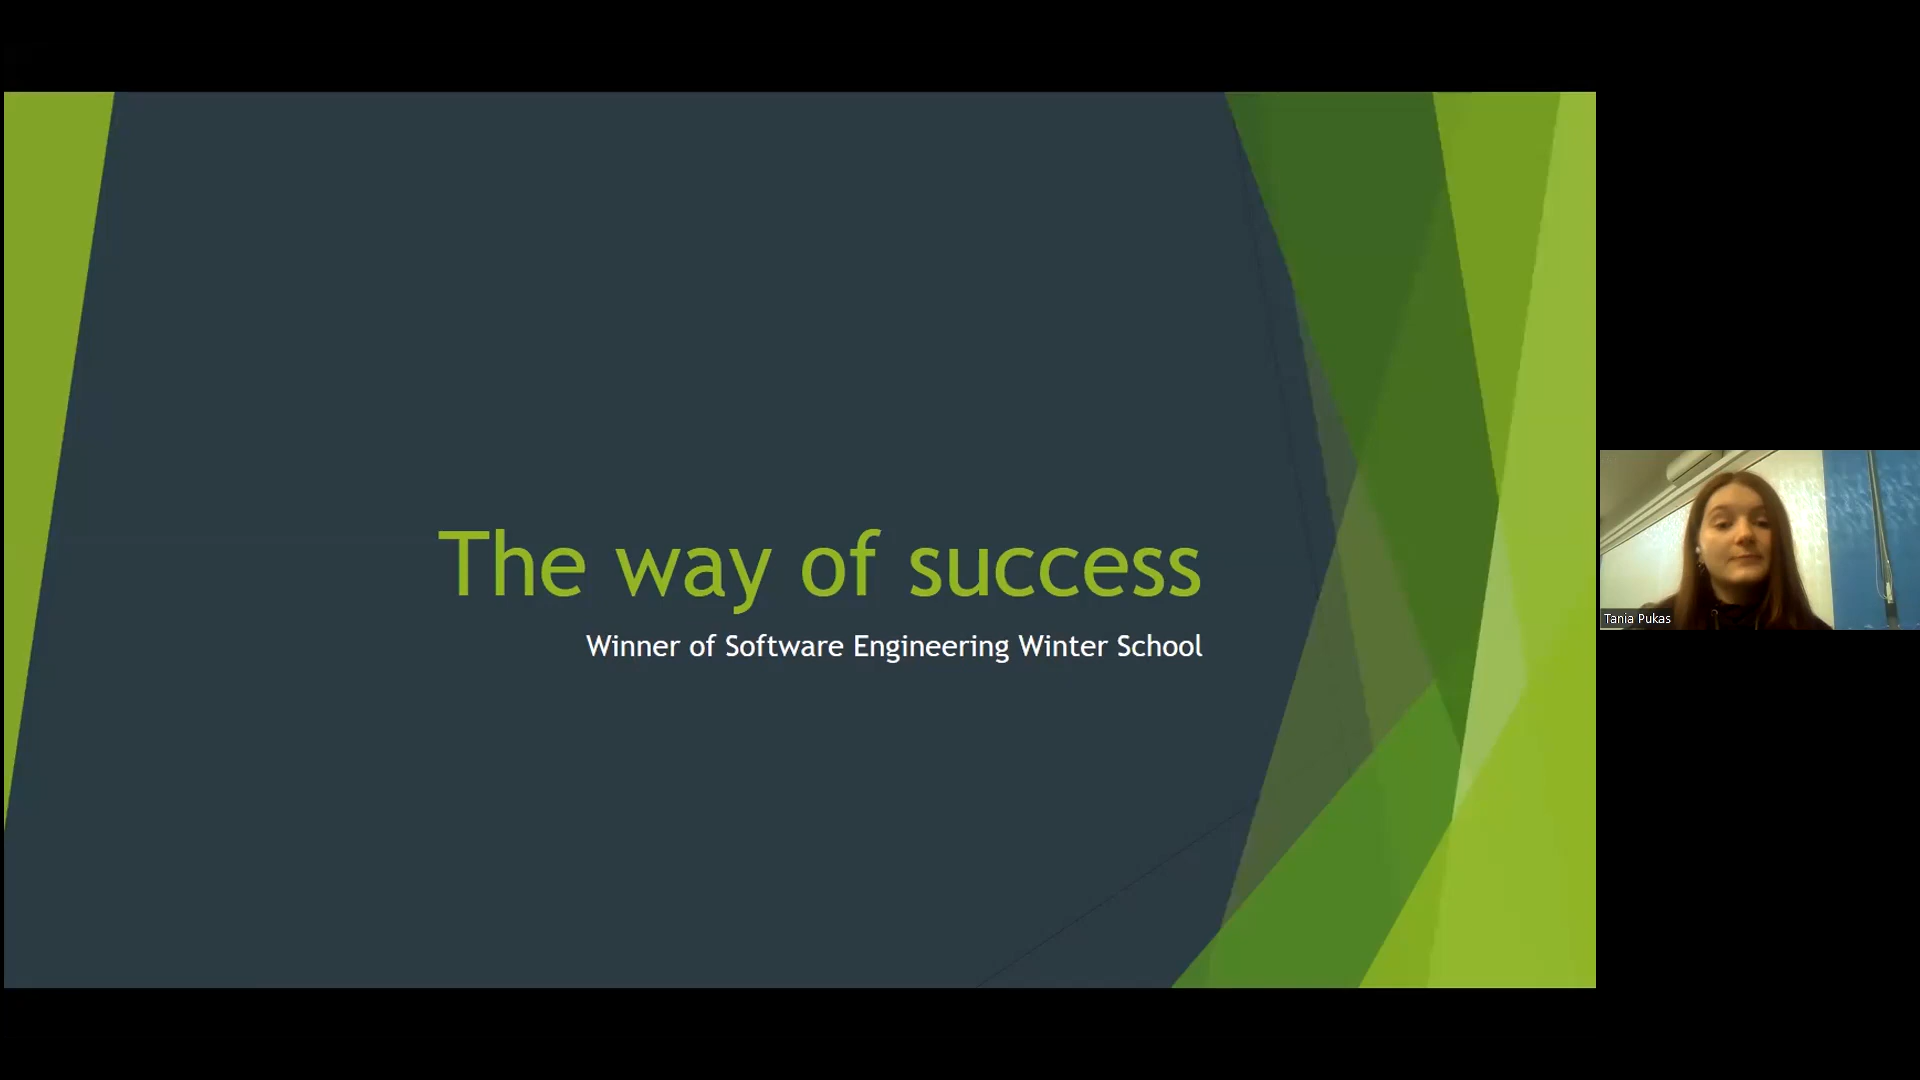 The way of success
Winner of Software Engineering Winter School
Tania Pukas